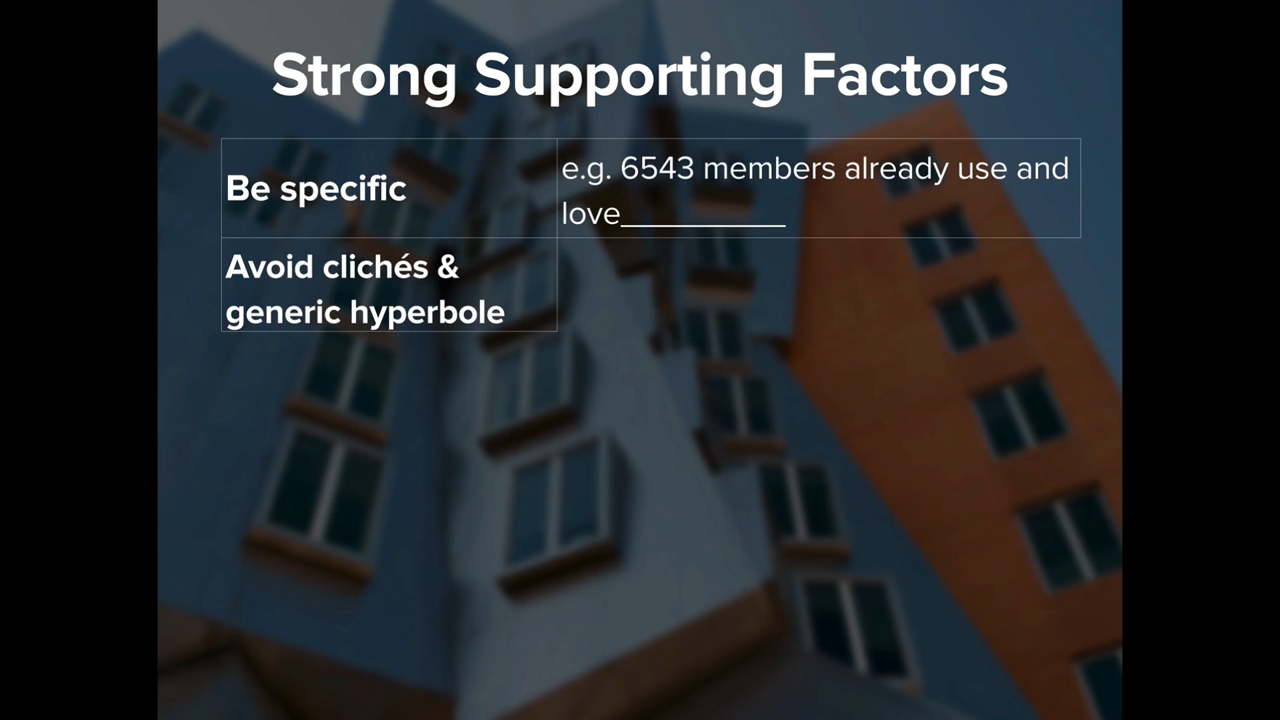 Strong Supporting Factors
Be specific
e.g. 6543 members already use and
love__________
Avoid clichés &
generic hyperbole